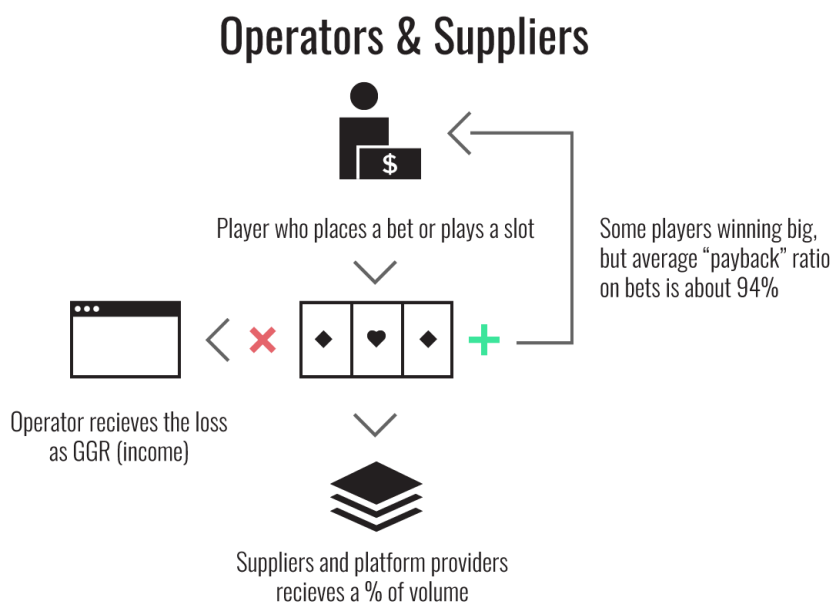 Operators & Suppliers
$
Player who places a bet or plays a slot
Some players winning big,
but average “payback” ratio
on bets is about 94%
Operator recieves the loss
as GGR (income)
Suppliers and platform providers
recieves a % of volume